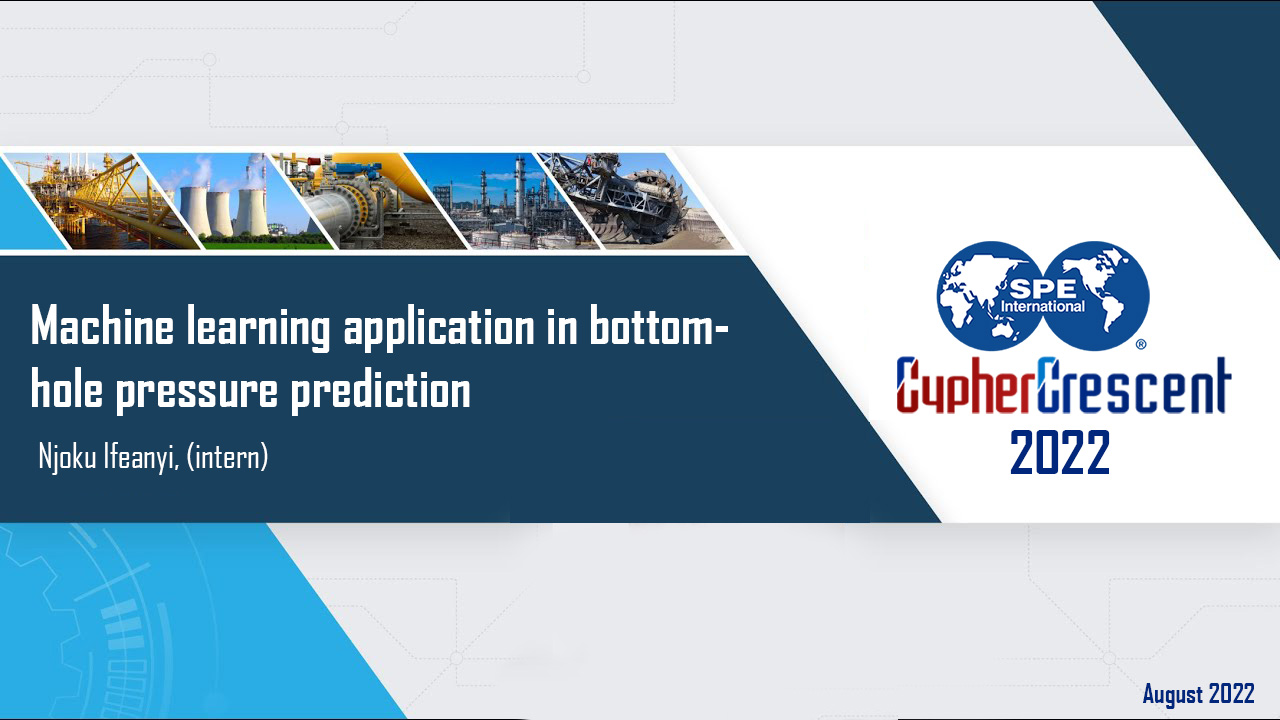 Machine learning application in bottom-
hole pressure prediction
Njoku Ifeanyi, (intern)
SPE
International
®
CypherCrescent
2022
August 2022